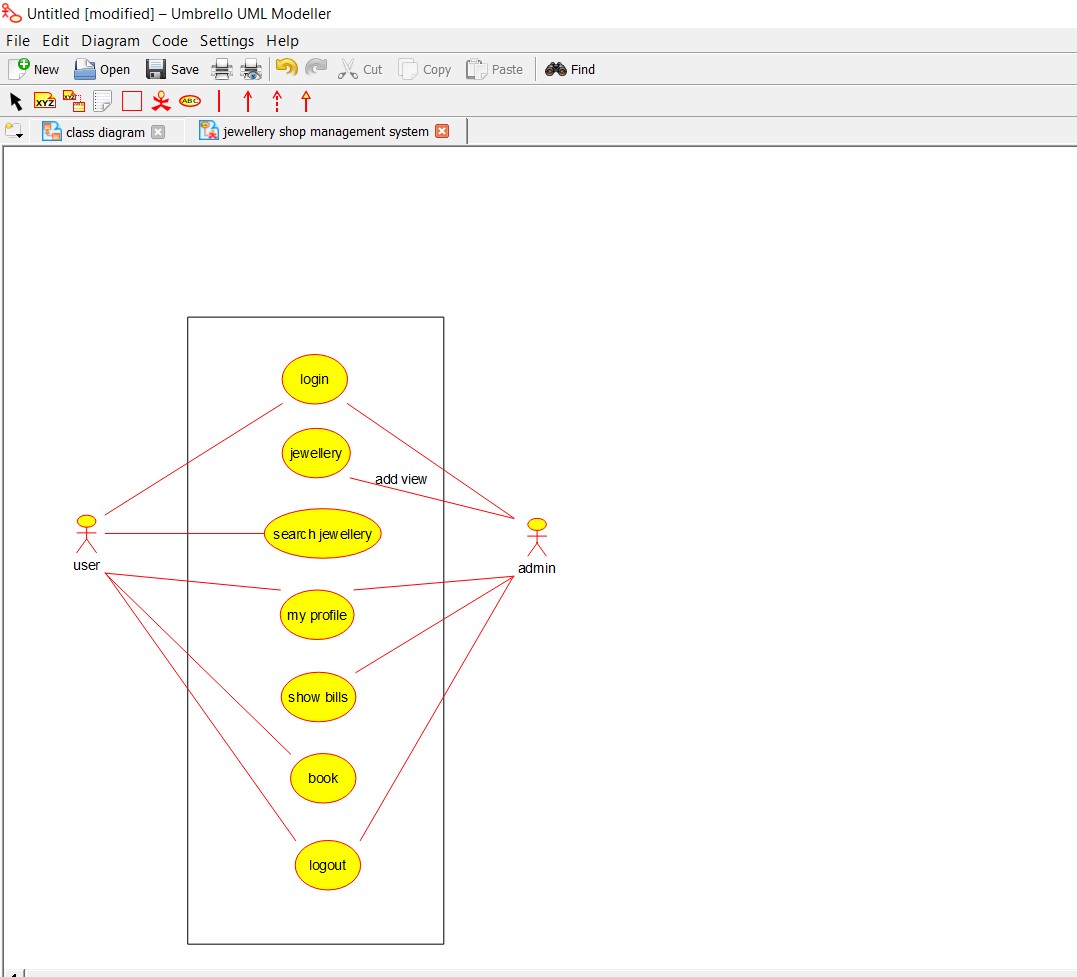 Untitled [modified] – Umbrello UML Modeller
File Edit Diagram Code Settings Help
New Open Save Cut Copy Paste Find
XYZ XYZ ABC
class diagram jewellery shop management system
login
jewellery
add view
search jewellery
user
admin
my profile
show bills
book
logout